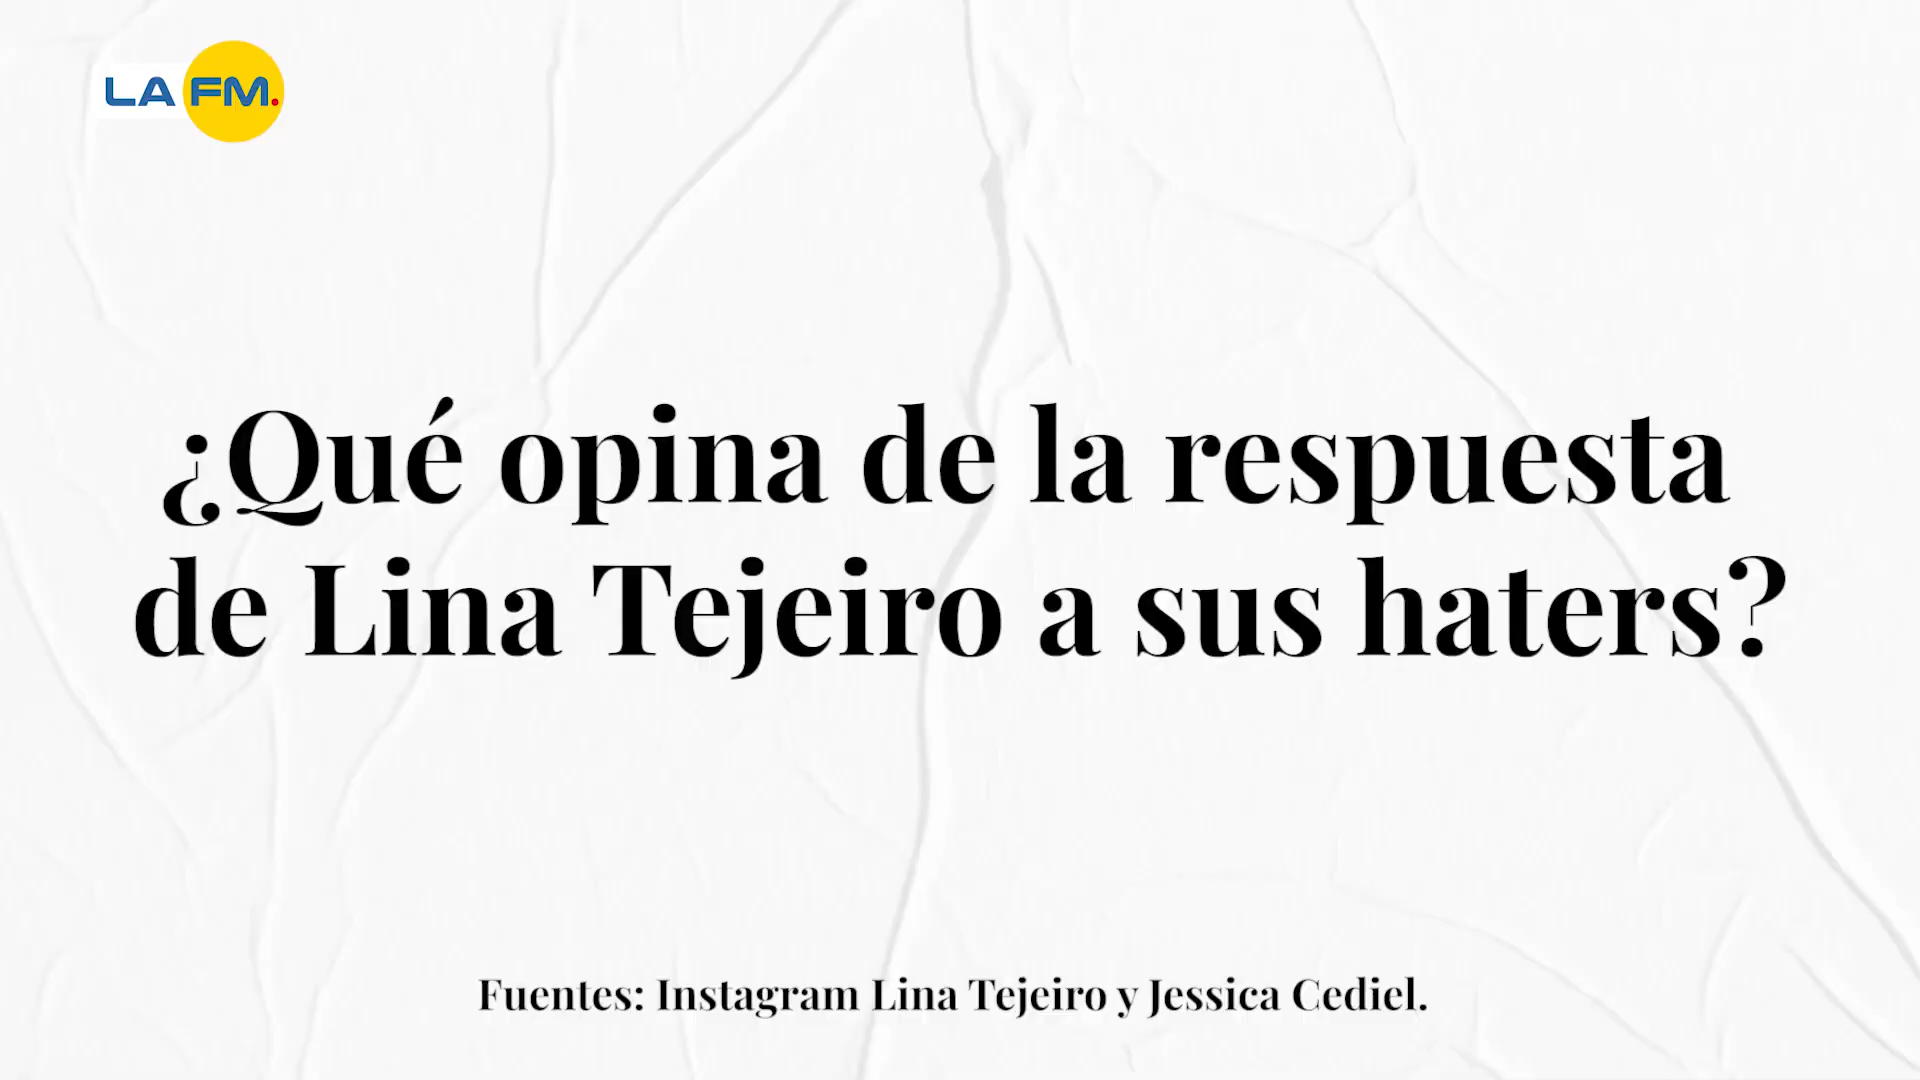 LA FM.
¿Qué opina de la respuesta
de Lina Tejeiro a sus haters?
Fuentes: Instagram Lina Tejeiro y Jessica Cediel.